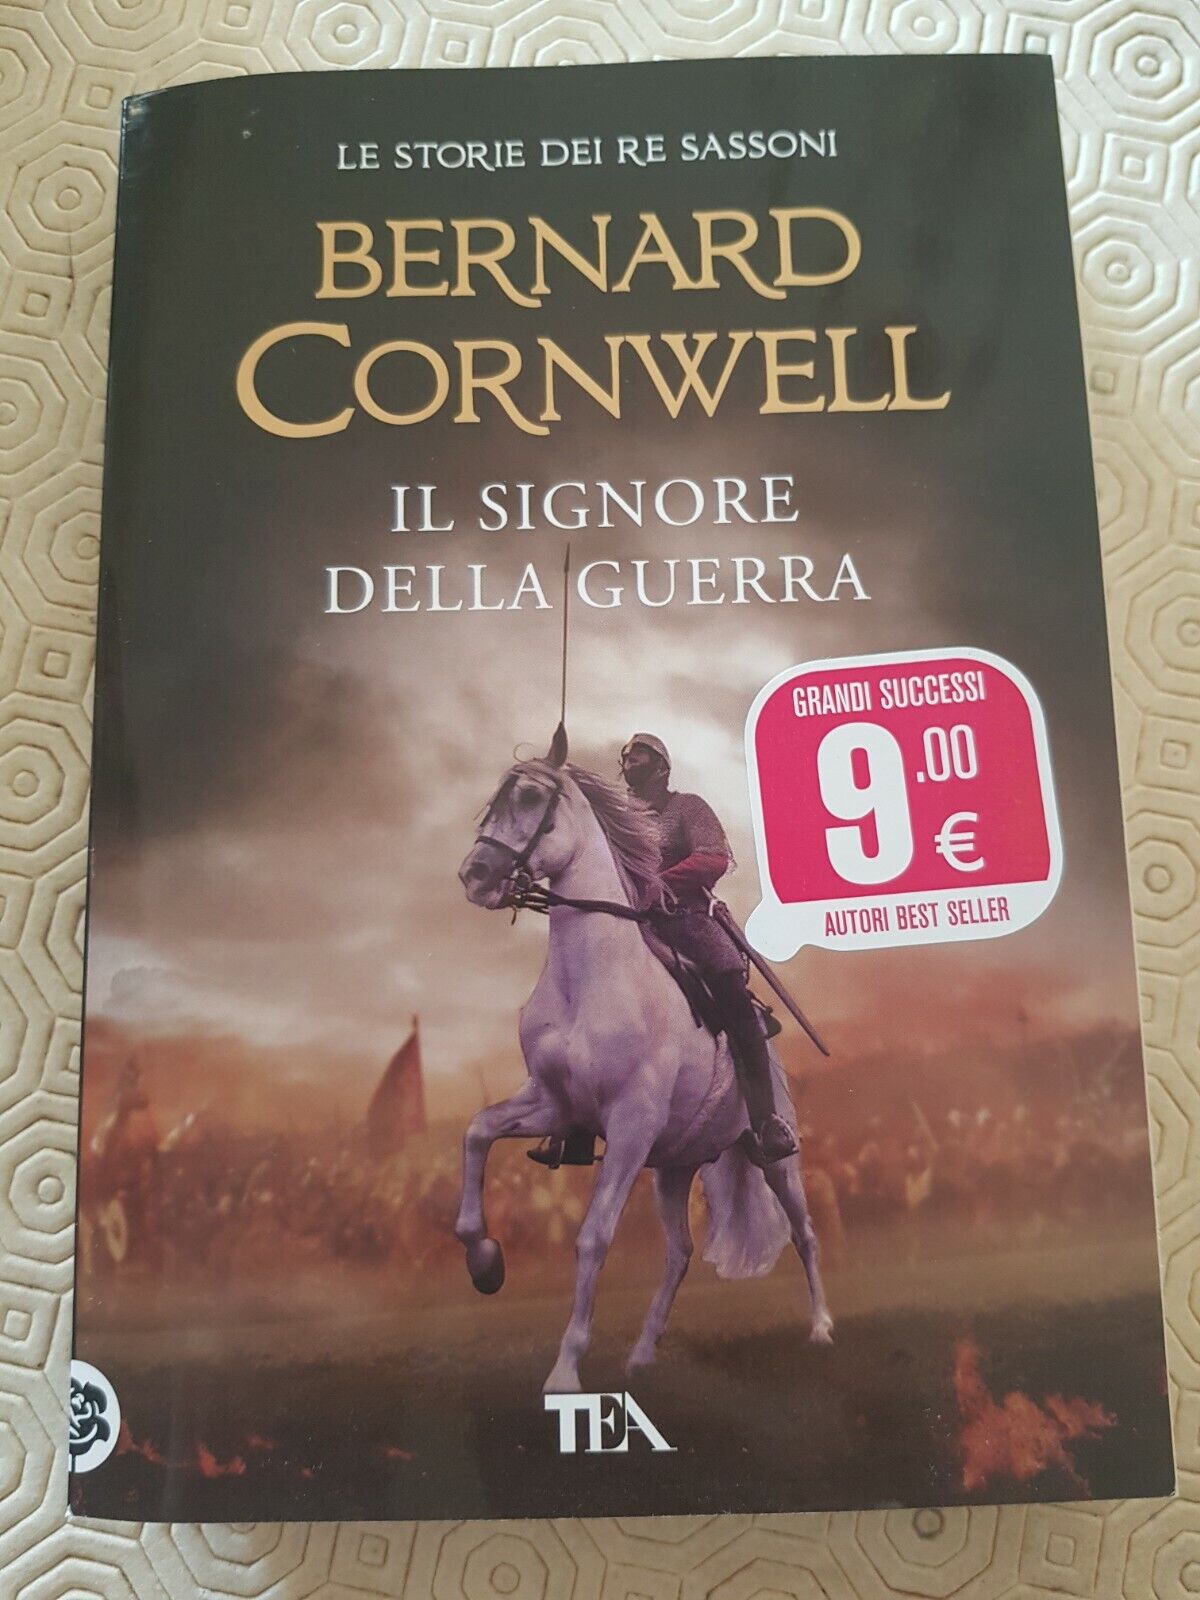 LE STORIE DEI RE SASSONI
BERNARD
CORNWELL
IL SIGNORE
DELLA GUERRA
GRANDI SUCCESSI
9.00
€
AUTORI BEST SELLER
TEA